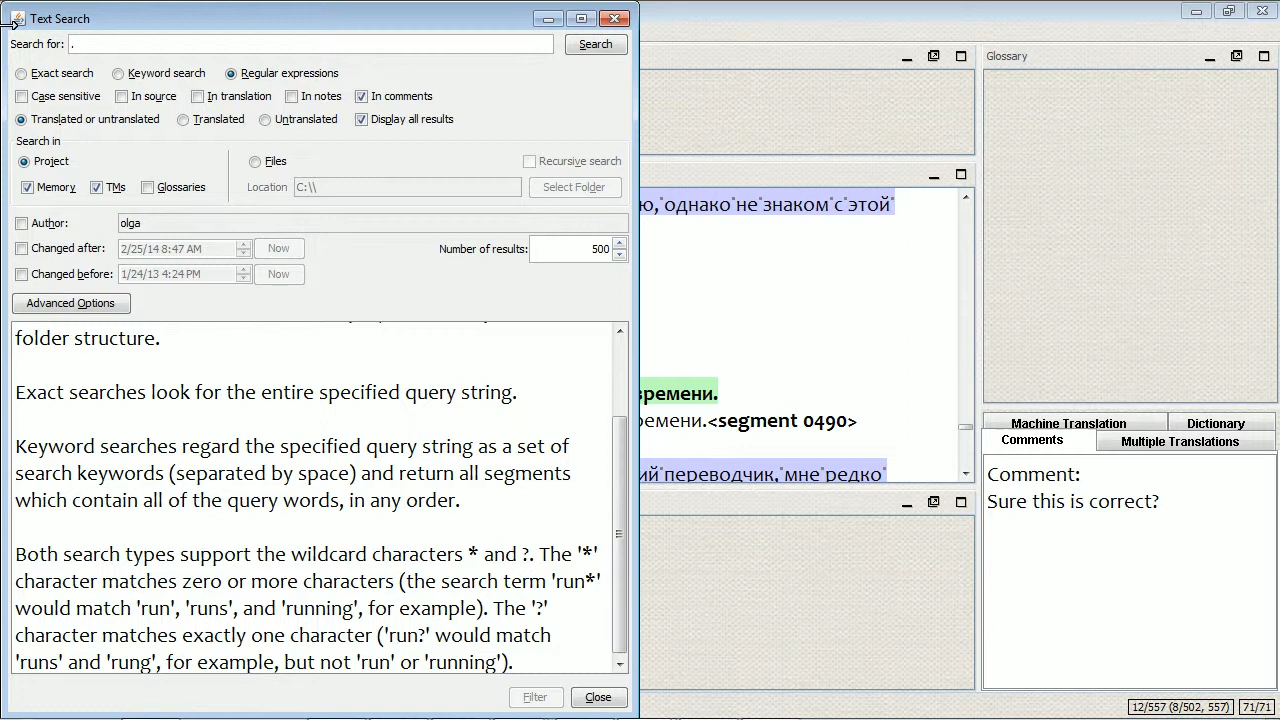 Text Search
Search for: .
Search
Exact search Keyword search Regular expressions
Case sensitive In source In translation In notes In comments
Translated or untranslated Translated Untranslated Display all results
Search in
Project Files Recursive search
Memory TMs Glossaries Location C:\\ Select Folder
Author: olga
Changed after: 2/25/14 8:47 AM Now Number of results: 500
Changed before: 1/24/13 4:24 PM Now
Advanced Options
folder structure.
Exact searches look for the entire specified query string.
Keyword searches regard the specified query string as a set of
search keywords (separated by space) and return all segments
which contain all of the query words, in any order.
Both search types support the wildcard characters * and ?. The '*'
character matches zero or more characters (the search term 'run*'
would match 'run', 'runs', and 'running', for example). The '?'
character matches exactly one character ('run?' would match
'runs' and 'rung', for example, but not 'run' or 'running').
Filter Close
ю, однако не знаком с этой
времени.
ремени.<segment 0490>
ий переводчик, мне редко
Glossary
Machine Translation Dictionary
Comments Multiple Translations
Comment:
Sure this is correct?
12/557 (8/502, 557) 71/71